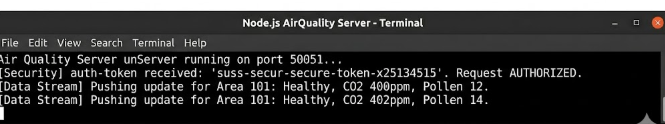 Node.js AirQuality Server - Terminal
File Edit View Search Terminal Help
Air Quality Server unServer running on port 50051...
[Security] auth-token received: 'suss-secur-secure-token-x25134515'. Request AUTHORIZED.
[Data Stream] Pushing update for Area 101: Healthy, CO2 400ppm, Pollen 12.
[Data Stream] Pushing update for Area 101: Healthy, CO2 402ppm, Pollen 14.